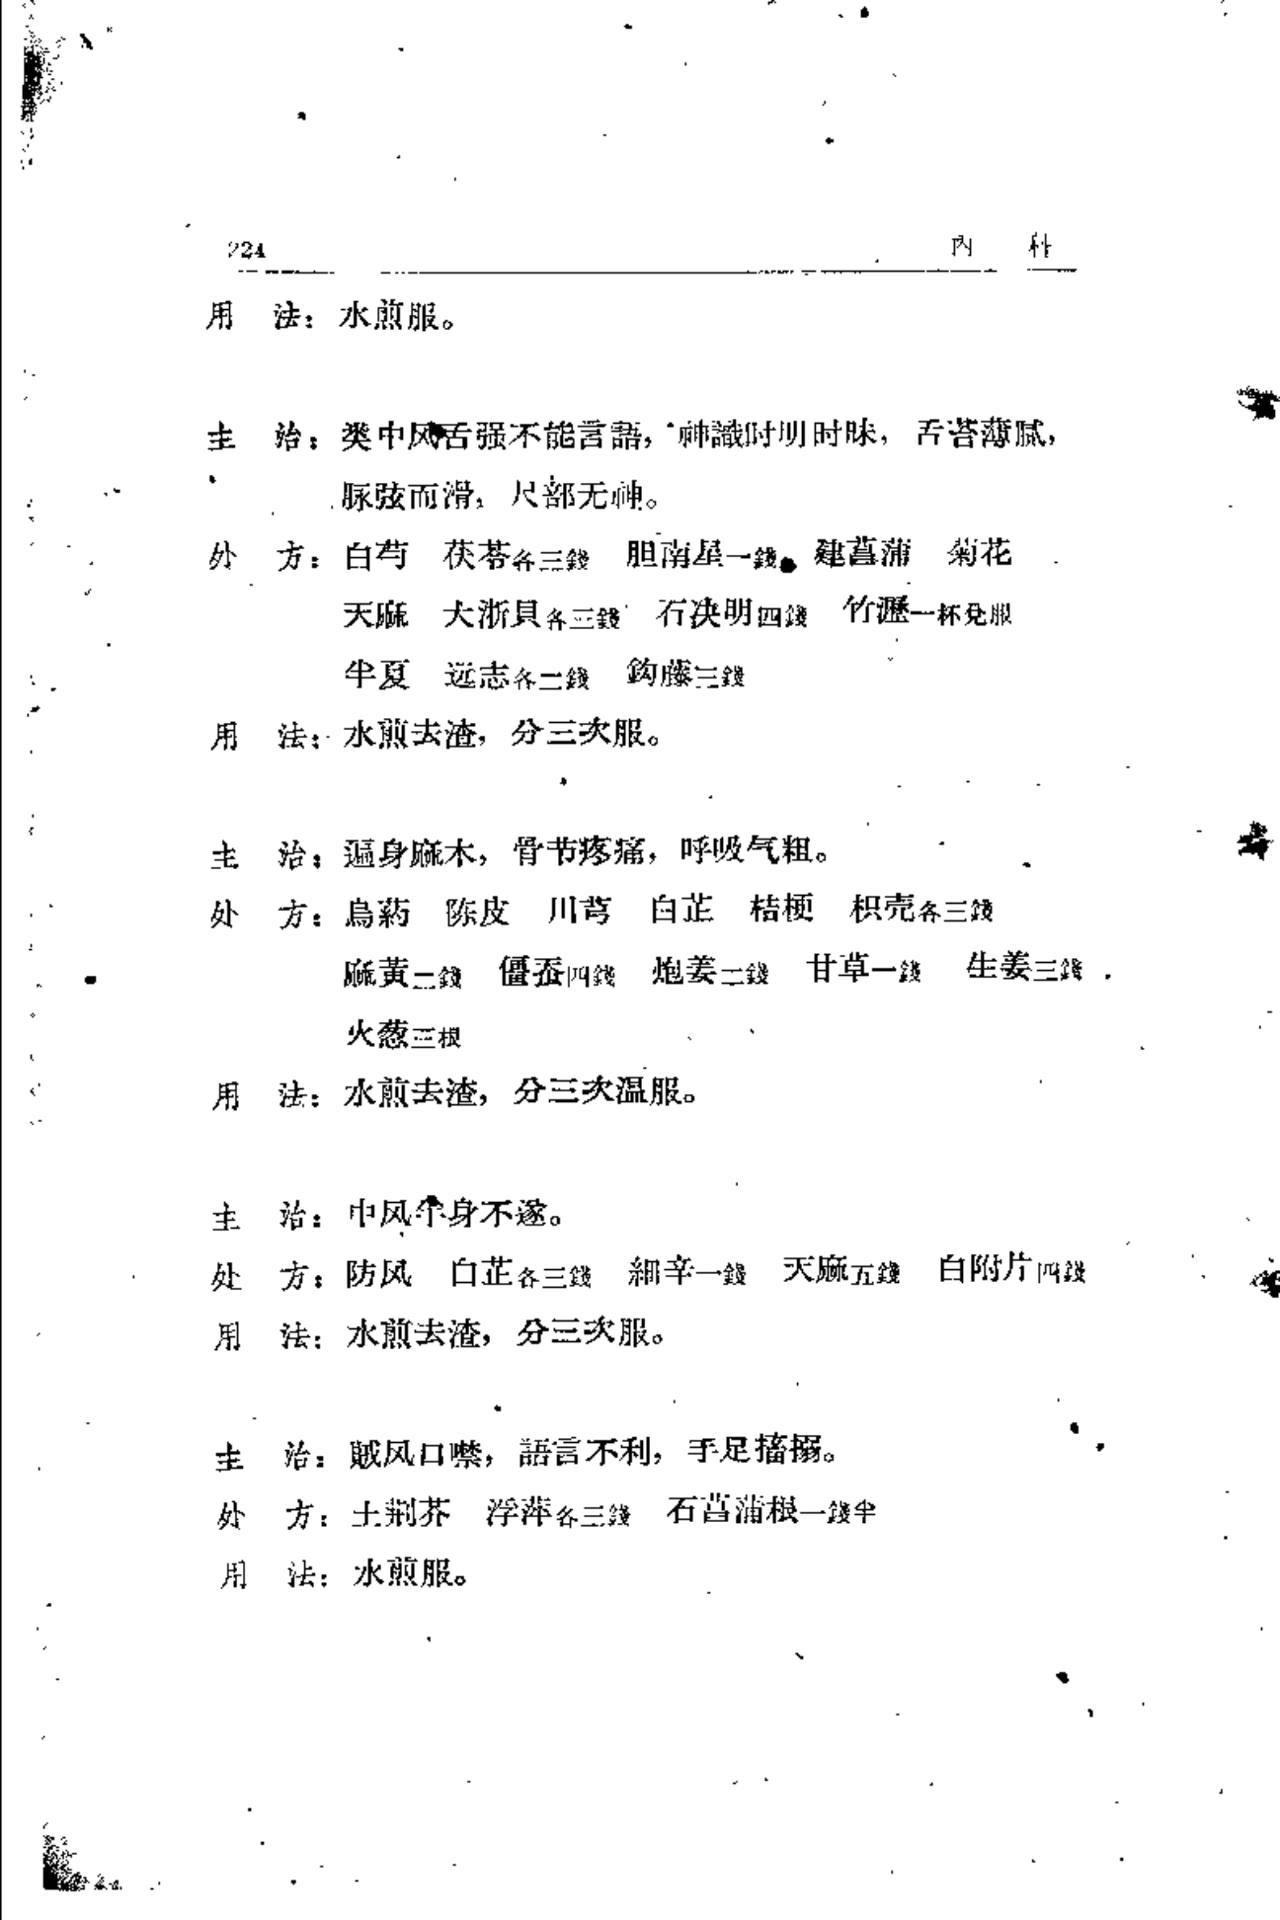 224　　内　科
用　法：水煎服。
主　治：类中风舌强不能言語，神識时明时昧，舌苔薄腻，
脉弦而滑，尺部无神。
处　方：白芍　茯苓各三錢　胆南星一錢　建菖蒲　菊花
天麻　大浙貝各三錢　石决明四錢　竹瀝一杯兌服
半夏　远志各二錢　鈎藤三錢
用　法：水煎去渣，分三次服。
主　治：遍身麻木，骨节疼痛，呼吸气粗。
处　方：烏葯　陈皮　川芎　白芷　桔梗　枳壳各三錢
麻黃二錢　僵蚕四錢　炮姜二錢　甘草一錢　生姜三錢
火葱三根
用　法：水煎去渣，分三次温服。
主　治：中风半身不遂。
处　方：防风　白芷各三錢　細辛一錢　天麻五錢　白附片四錢
用　法：水煎去渣，分三次服。
主　治：贼风口噤，語言不利，手足搐搦。
处　方：土荆芥　浮萍各三錢　石菖蒲根一錢半
用　法：水煎服。